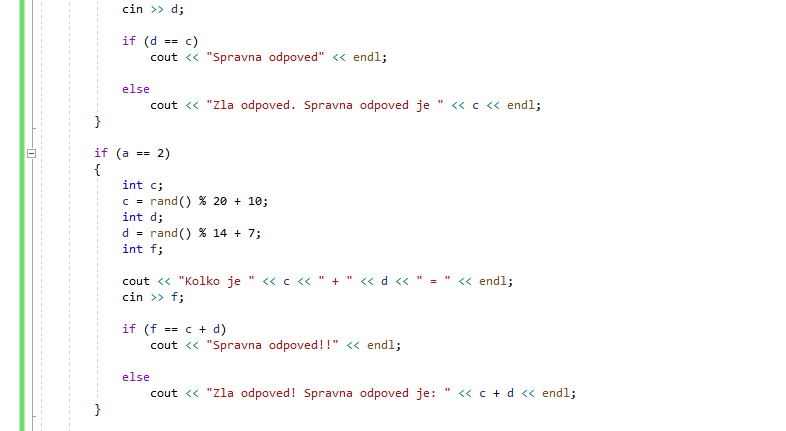 cin >> d;
if (d == c)
cout << "Spravna odpoved" << endl;
else
cout << "Zla odpoved. Spravna odpoved je " << c << endl;
}
if (a == 2)
{
int c;
c = rand() % 20 + 10;
int d;
d = rand() % 14 + 7;
int f;
cout << "Kolko je " << c << " + " << d << " = " << endl;
cin >> f;
if (f == c + d)
cout << "Spravna odpoved!!" << endl;
else
cout << "Zla odpoved! Spravna odpoved je: " << c + d << endl;
}